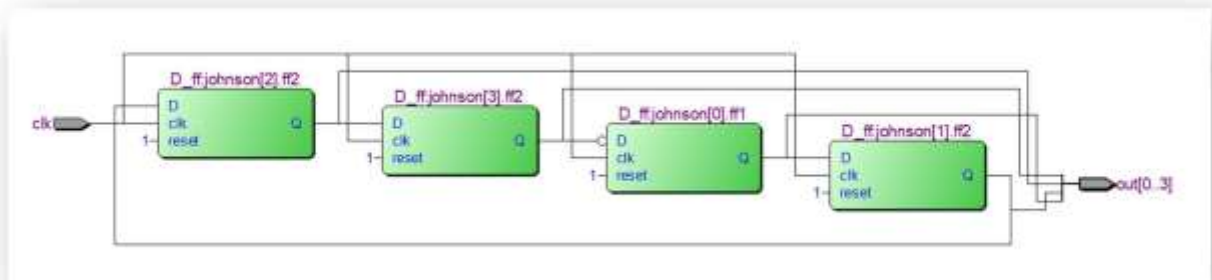 clk
D_ff:johnson[2].ff2
D
clk
reset
Q
1
D_ff:johnson[3].ff2
D
clk
reset
Q
1
D_ff:johnson[0].ff1
D
clk
reset
Q
1
D_ff:johnson[1].ff2
D
clk
reset
Q
1
out[0..3]